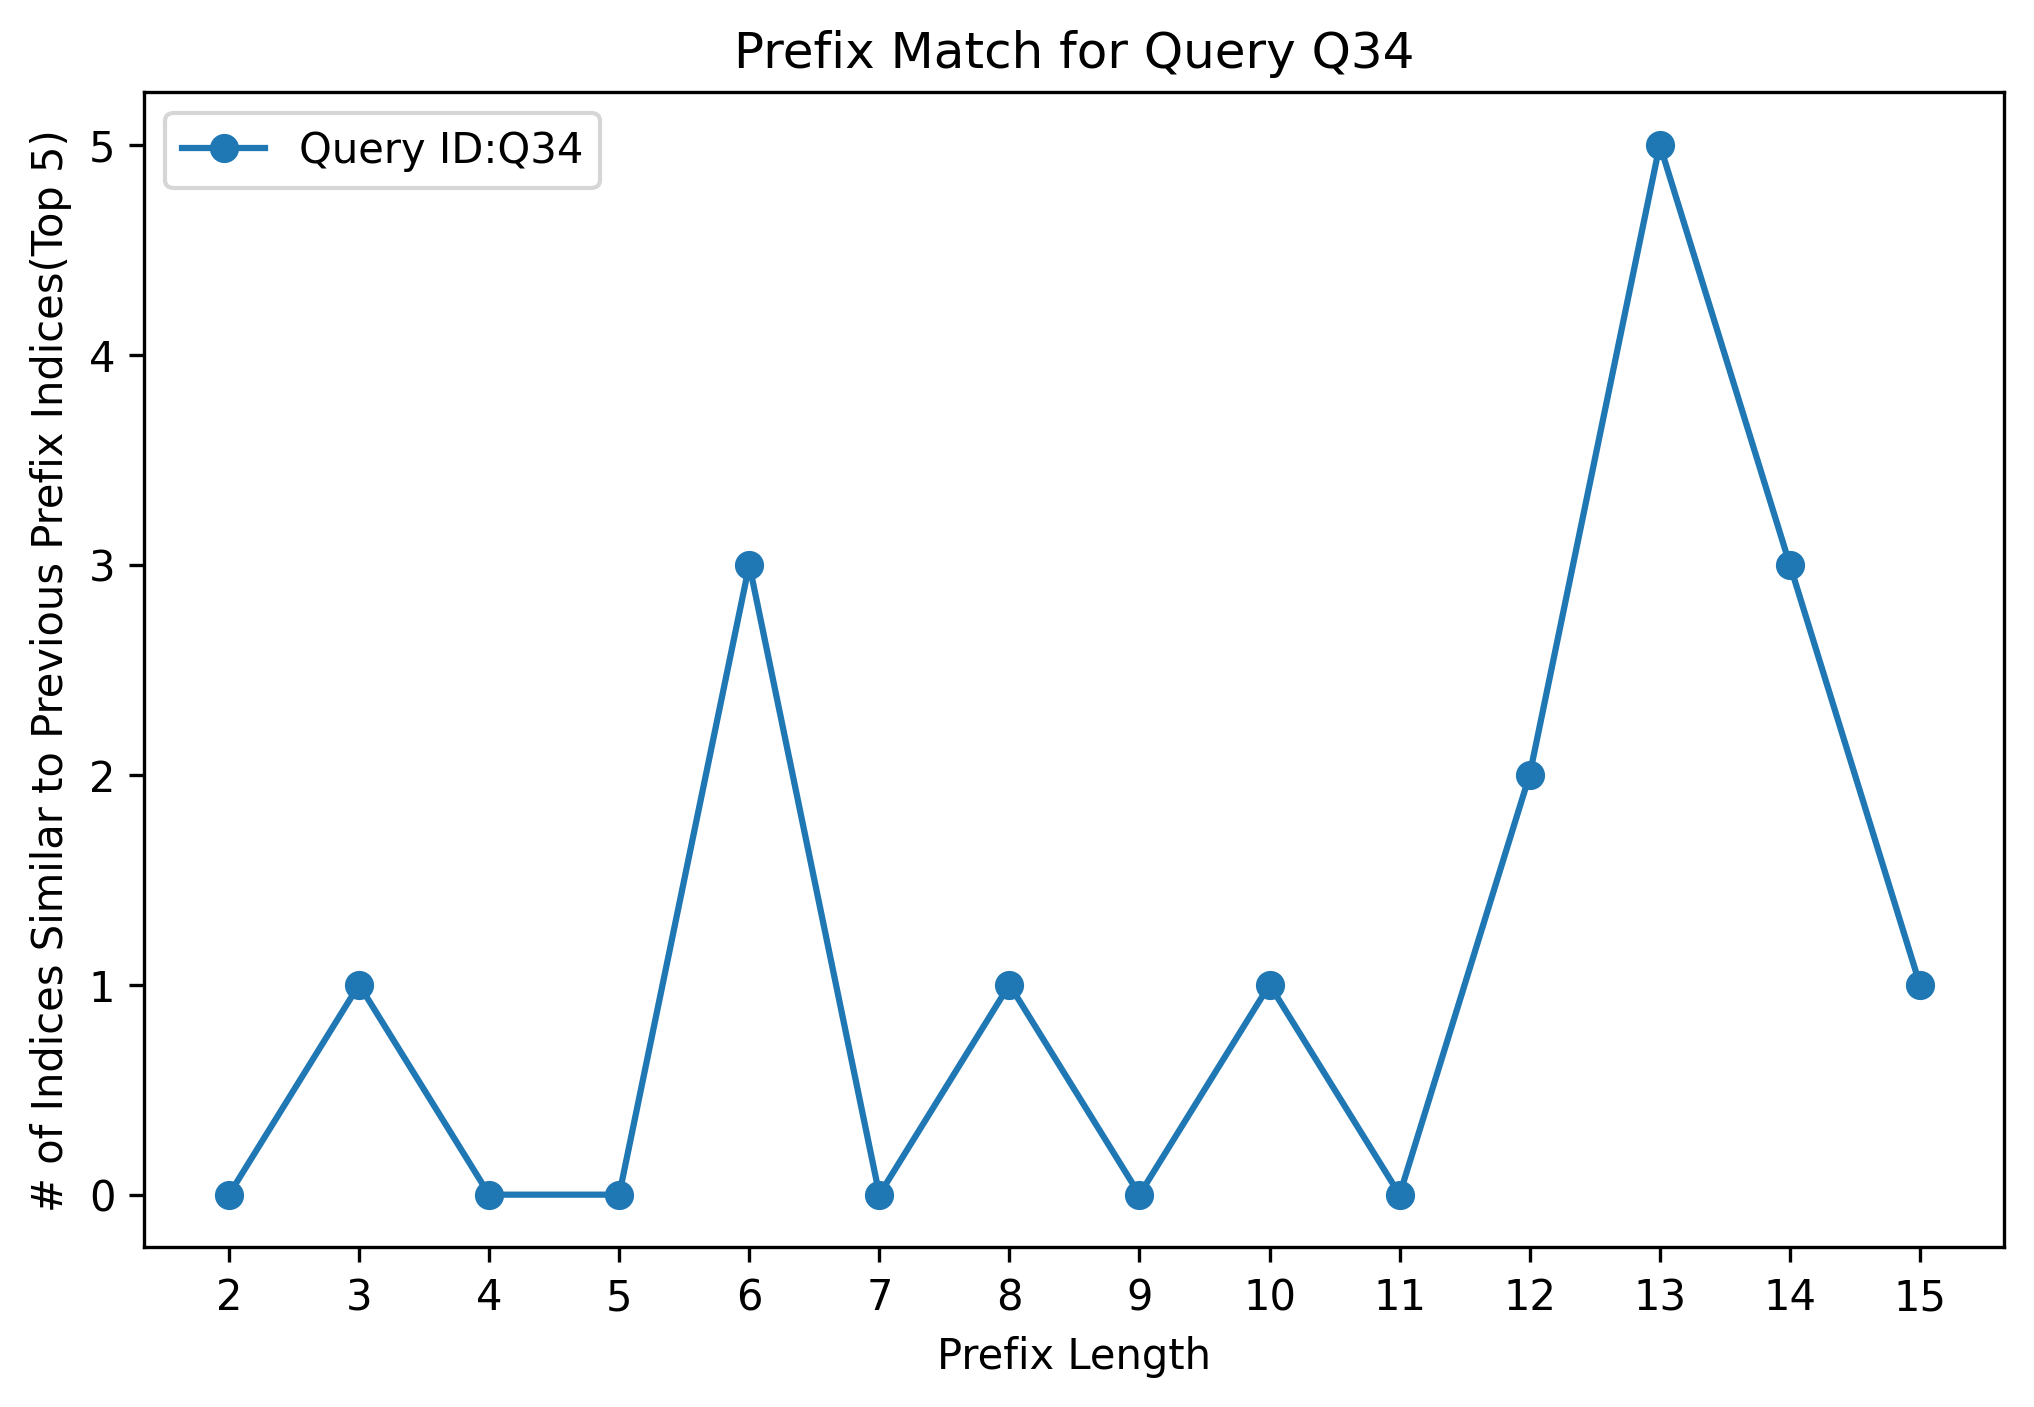 Prefix Match for Query Q34
Query ID:Q34
# of Indices Similar to Previous Prefix Indices(Top 5)
5
4
3
2
1
0
2 3 4 5 6 7 8 9 10 11 12 13 14 15
Prefix Length